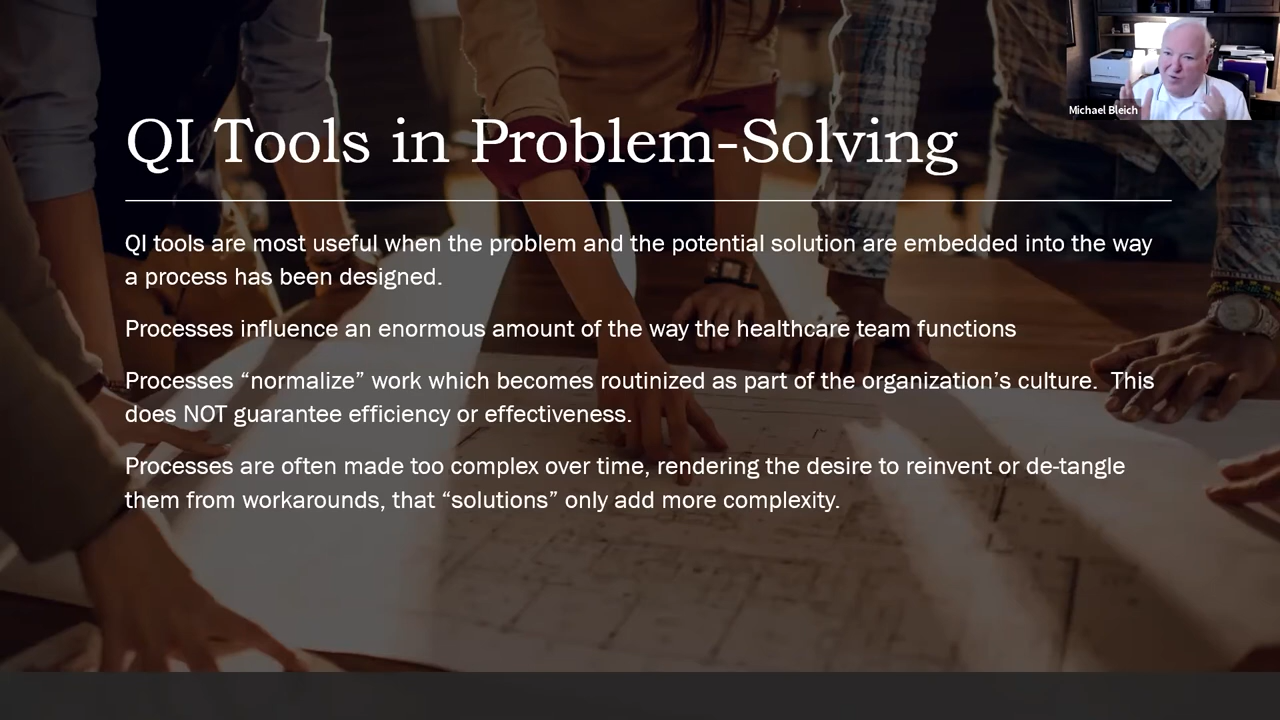 Michael Bleich
QI Tools in Problem-Solving
QI tools are most useful when the problem and the potential solution are embedded into the way
a process has been designed.
Processes influence an enormous amount of the way the healthcare team functions
Processes “normalize” work which becomes routinized as part of the organization’s culture.  This
does NOT guarantee efficiency or effectiveness.
Processes are often made too complex over time, rendering the desire to reinvent or de-tangle
them from workarounds, that “solutions” only add more complexity.